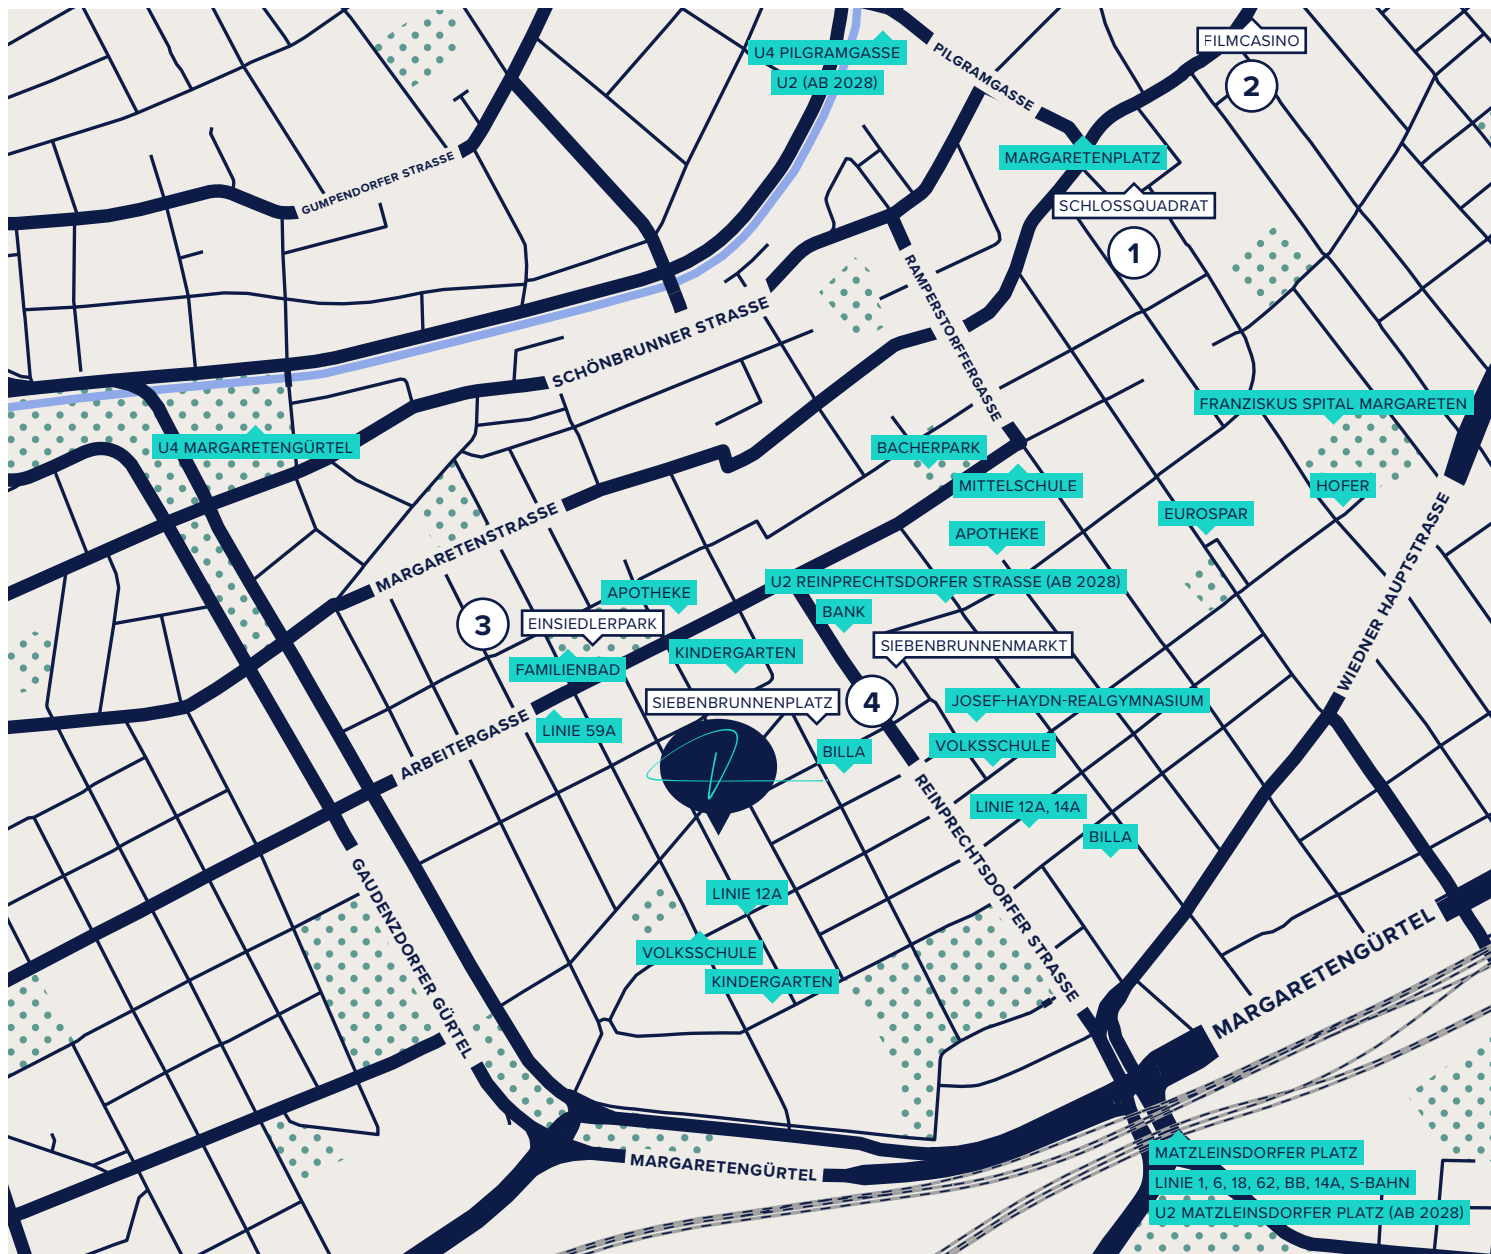 FILMCASINO
2
U4 PILGRAMGASSE
U2 (AB 2028)
PILGRAMGASSE
MARGARETENPLATZ
GUMPENDORFER STRASSE
SCHLOSSQUADRAT
1
RAMPERSTORFFERGASSE
SCHÖNBRUNNER STRASSE
FRANZISKUS SPITAL MARGARETEN
U4 MARGARETENGÜRTEL
BACHERPARK
MITTELSCHULE
HOFER
EUROSPAR
MARGARETENSTRASSE
APOTHEKE
U2 REINPRECHTSDORFER STRASSE (AB 2028)
APOTHEKE
BANK
3
EINSIEDLERPARK
WIEDNER HAUPTSTRASSE
SIEBENBRUNNENMARKT
KINDERGARTEN
FAMILIENBAD
SIEBENBRUNNENPLATZ
4
JOSEF-HAYDN-REALGYMNASIUM
ARBEITERGASSE
LINIE 59A
BILLA
VOLKSSCHULE
LINIE 12A, 14A
BILLA
REINPRECHTSDORFER STRASSE
GAUDENZDORFER GÜRTEL
LINIE 12A
VOLKSSCHULE
KINDERGARTEN
MARGARETENGÜRTEL
MARGARETENGÜRTEL
MATZLEINSDORFER PLATZ
LINIE 1, 6, 18, 62, BB, 14A, S-BAHN
U2 MATZLEINSDORFER PLATZ (AB 2028)